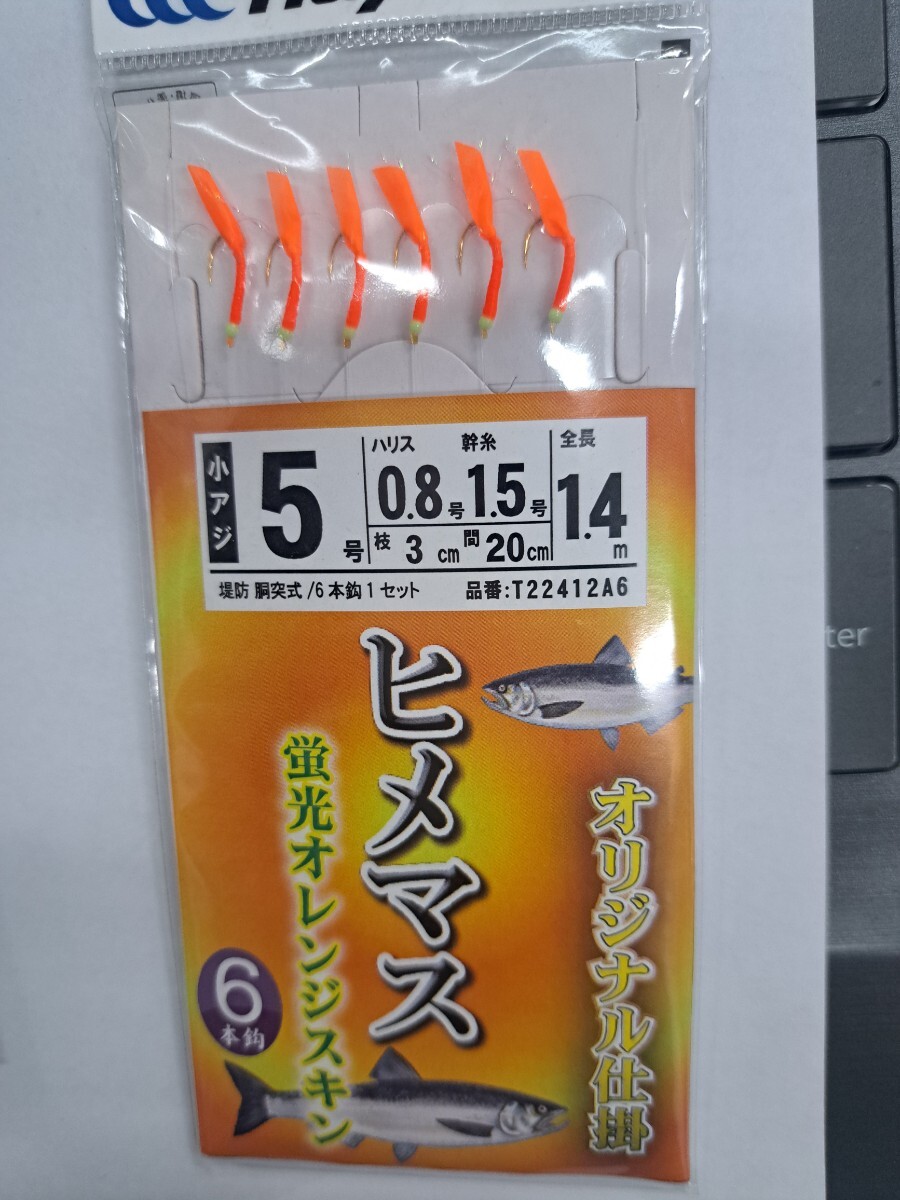 小アジ
5号
ハリス 幹糸 全長
0.8号 1.5号 1.4m
枝 3cm 間 20cm
堤防 胴突式/6本鈎1セット 品番:T22412A6
ヒメマス
蛍光オレンジスキン
オリジナル仕掛
6本鈎